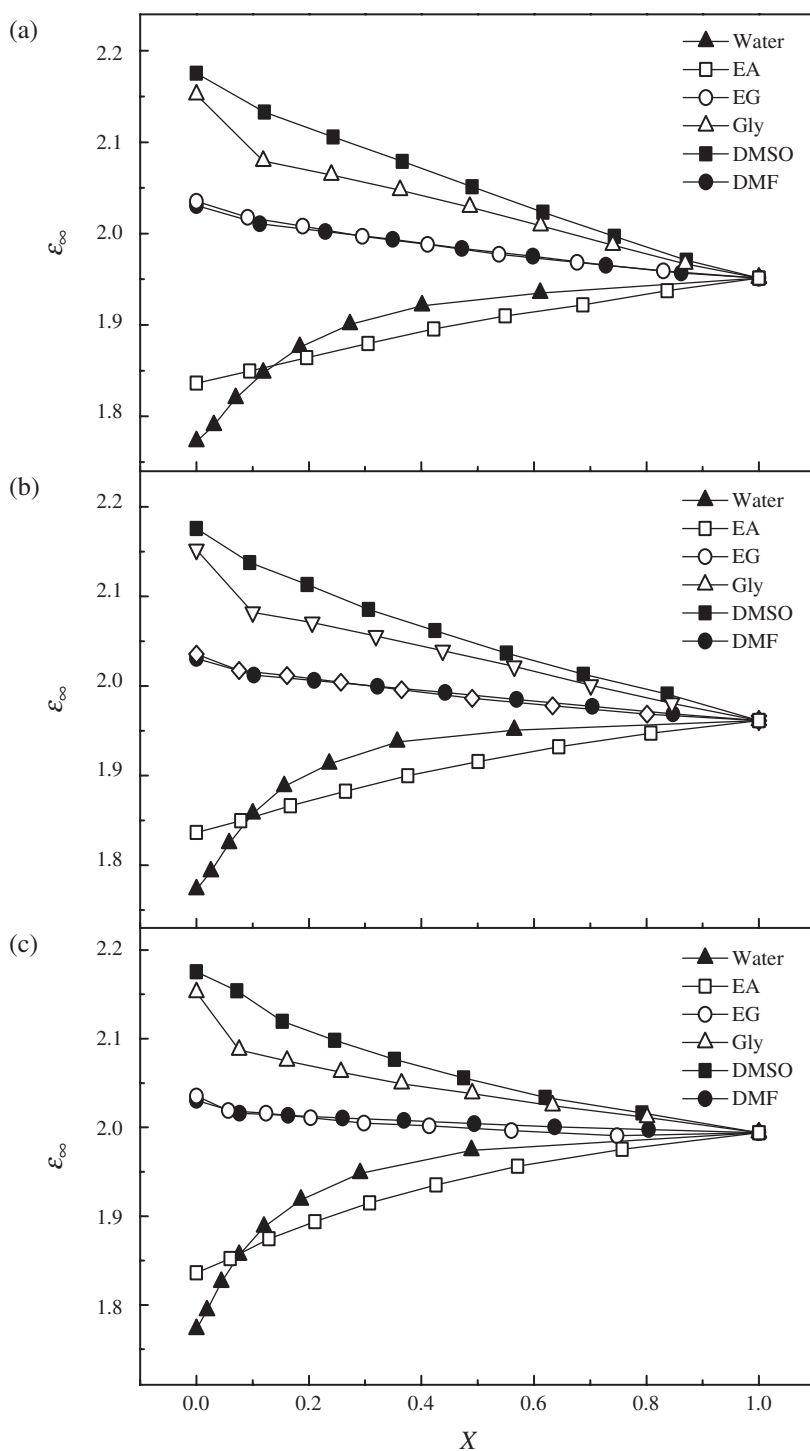 (a)
2.2
2.1
2.0
1.9
1.8
ε∞
Water
EA
EG
Gly
DMSO
DMF
(b)
2.2
2.1
2.0
1.9
1.8
ε∞
Water
EA
EG
Gly
DMSO
DMF
(c)
2.2
2.1
2.0
1.9
1.8
ε∞
Water
EA
EG
Gly
DMSO
DMF
0.0 0.2 0.4 0.6 0.8 1.0
X